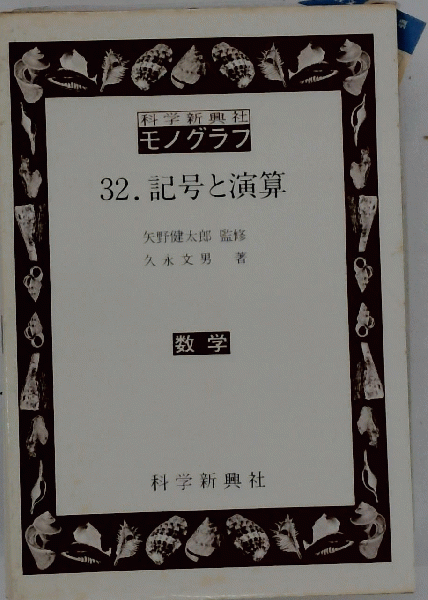 科学新興社
モノグラフ
32. 記号と演算
矢野健太郎 監修
久永文男 著
数学
科学新興社